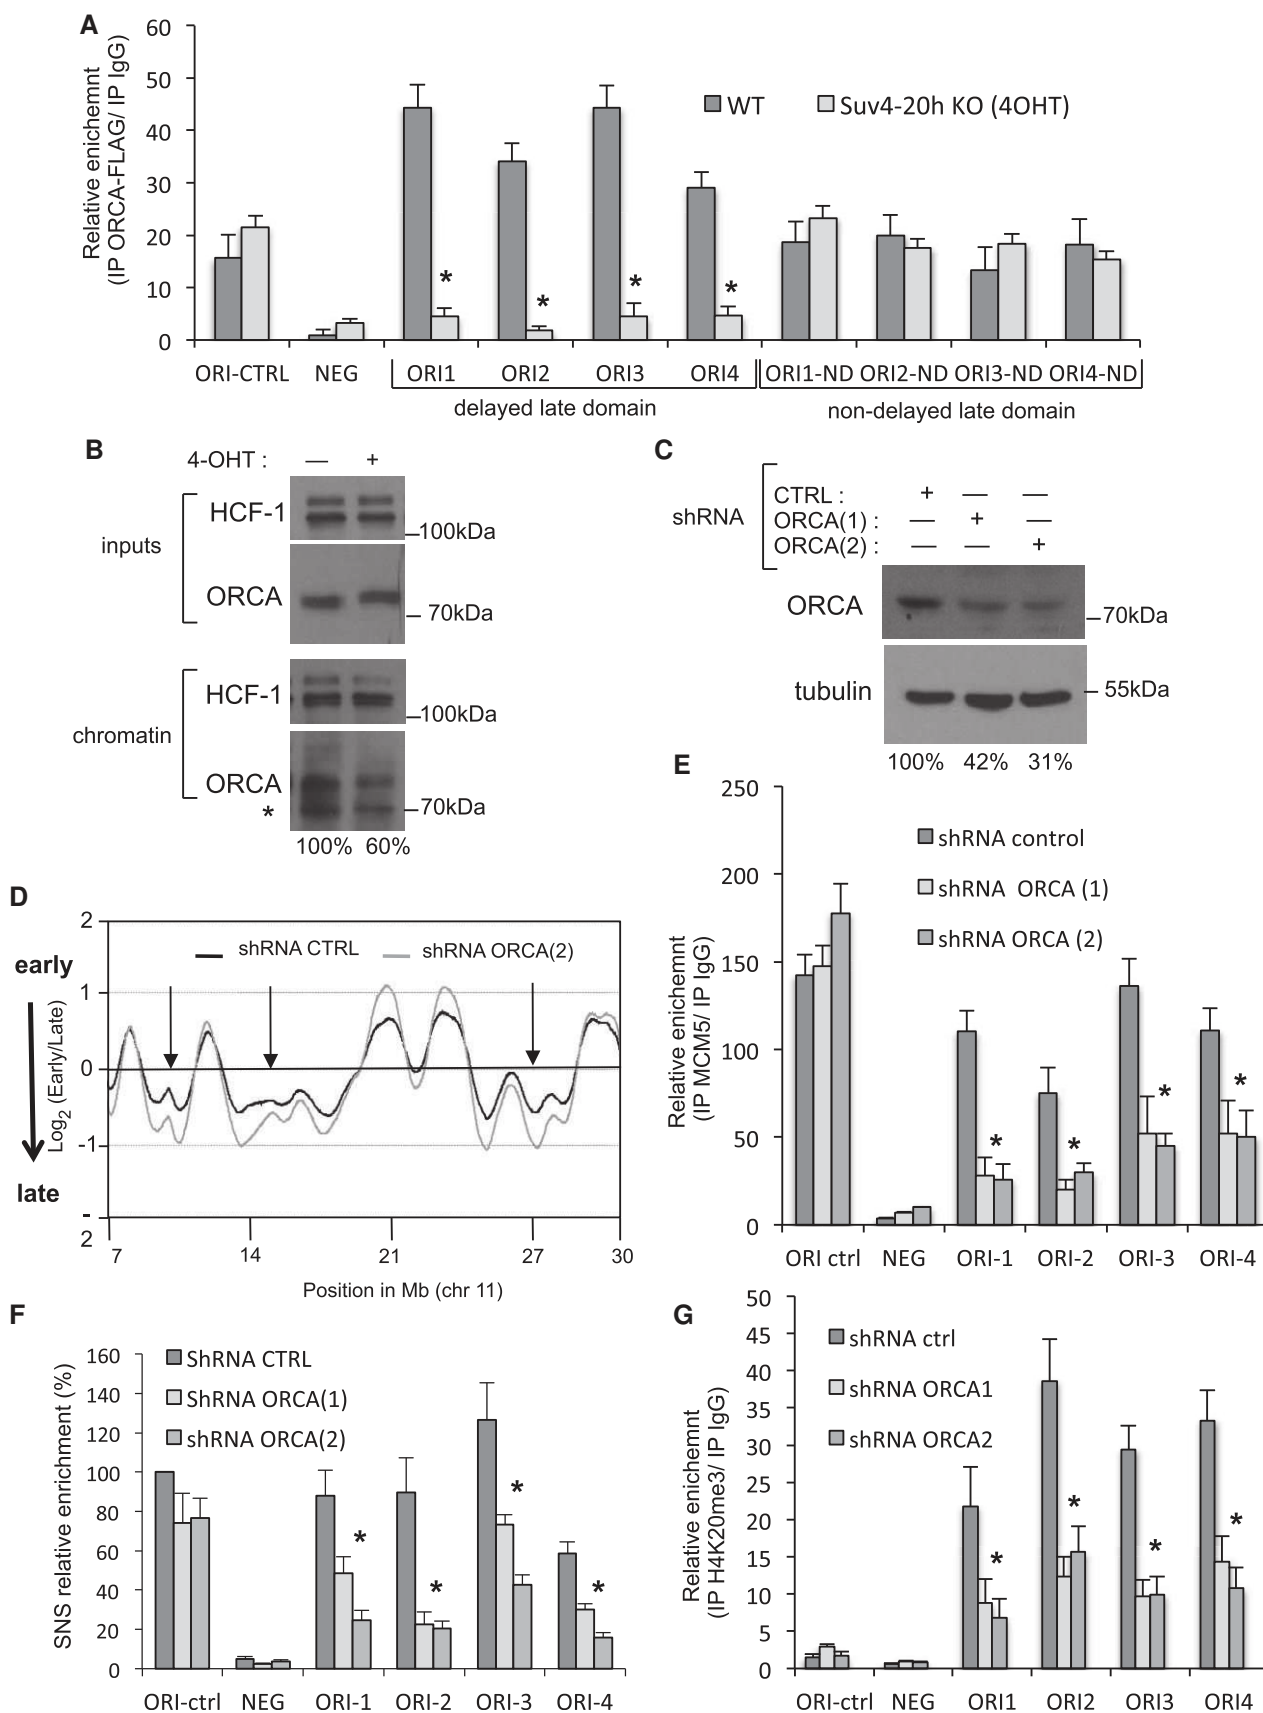 A
Relative enichemnt
(IP ORCA-FLAG/ IP IgG)
60
50
40
30
20
10
0
WT
Suv4-20h KO (4OHT)
*
*
*
*
ORI-CTRL NEG ORI1 ORI2 ORI3 ORI4 ORI1-ND ORI2-ND ORI3-ND ORI4-ND
delayed late domain
non-delayed late domain
B
4-OHT : — +
inputs
HCF-1
100kDa
ORCA
70kDa
chromatin
HCF-1
100kDa
ORCA
*
70kDa
100% 60%
C
shRNA
CTRL : + — —
ORCA(1) : — + —
ORCA(2) : — — +
ORCA
70kDa
tubulin
55kDa
100% 42% 31%
D
early
late
Log2 (Early/Late)
2
1
0
-1
-
2
shRNA CTRL
shRNA ORCA(2)
7 14 21 27 30
Position in Mb (chr 11)
E
Relative enichemnt
(IP MCM5/ IP IgG)
250
200
150
100
50
0
shRNA control
shRNA ORCA (1)
shRNA ORCA (2)
*
*
*
*
ORI ctrl NEG ORI-1 ORI-2 ORI-3 ORI-4
F
SNS relative enrichment (%)
160
140
120
100
80
60
40
20
0
ShRNA CTRL
ShRNA ORCA(1)
shRNA ORCA(2)
*
*
*
*
ORI-ctrl NEG ORI-1 ORI-2 ORI-3 ORI-4
G
Relative enichemnt
(IP H4K20me3/ IP IgG)
50
45
40
35
30
25
20
15
10
5
0
shRNA ctrl
shRNA ORCA1
shRNA ORCA2
*
*
*
*
ORI-ctrl NEG ORI1 ORI2 ORI3 ORI4